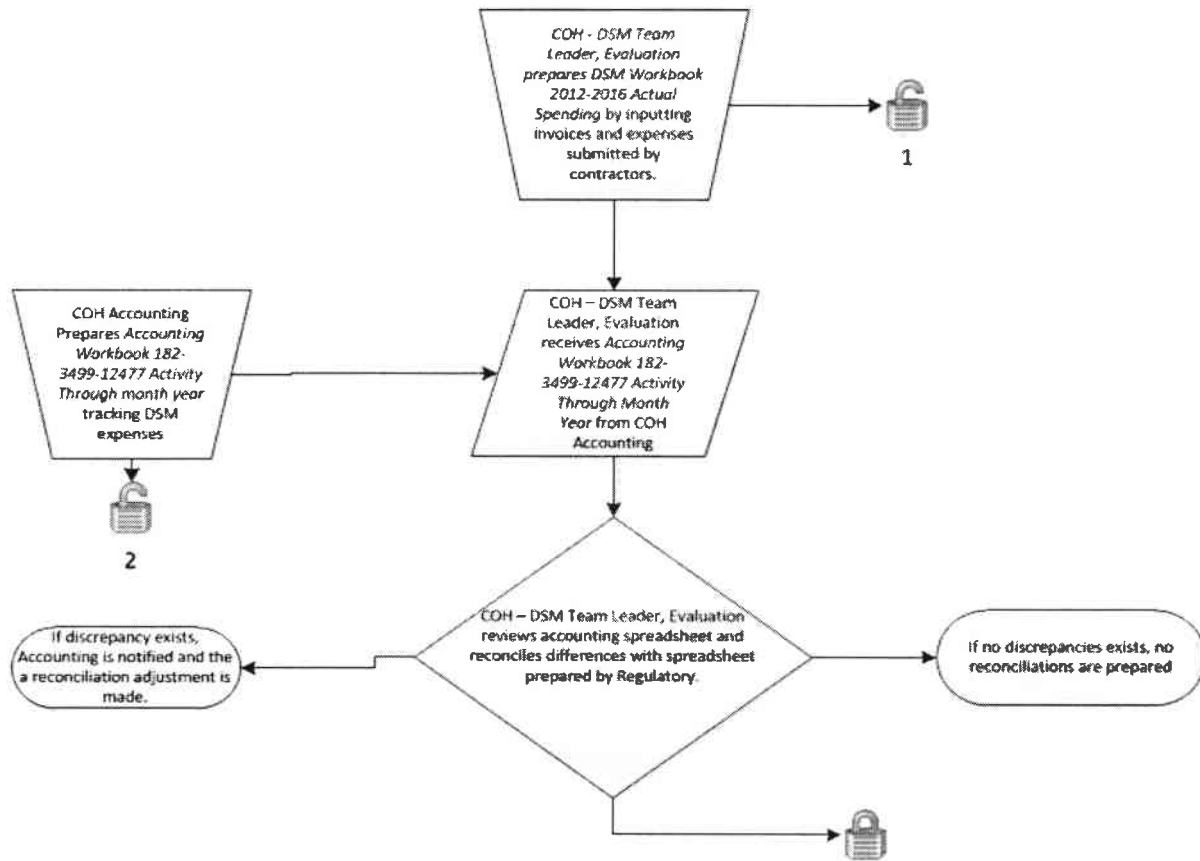 COH - DSM Team
Leader, Evaluation
prepares DSM Workbook
2012-2016 Actual
Spending by inputting
invoices and expenses
submitted by
contractors.
1
COH Accounting
Prepares Accounting
Workbook 182-
3499-12477 Activity
Through month year
tracking DSM
expenses
2
COH – DSM Team
Leader, Evaluation
receives Accounting
Workbook 182-
3499-12477 Activity
Through Month
Year from COH
Accounting
COH – DSM Team Leader, Evaluation
reviews accounting spreadsheet and
reconciles differences with spreadsheet
prepared by Regulatory.
If discrepancy exists,
Accounting is notified and the
a reconciliation adjustment is
made.
If no discrepancies exists, no
reconciliations are prepared